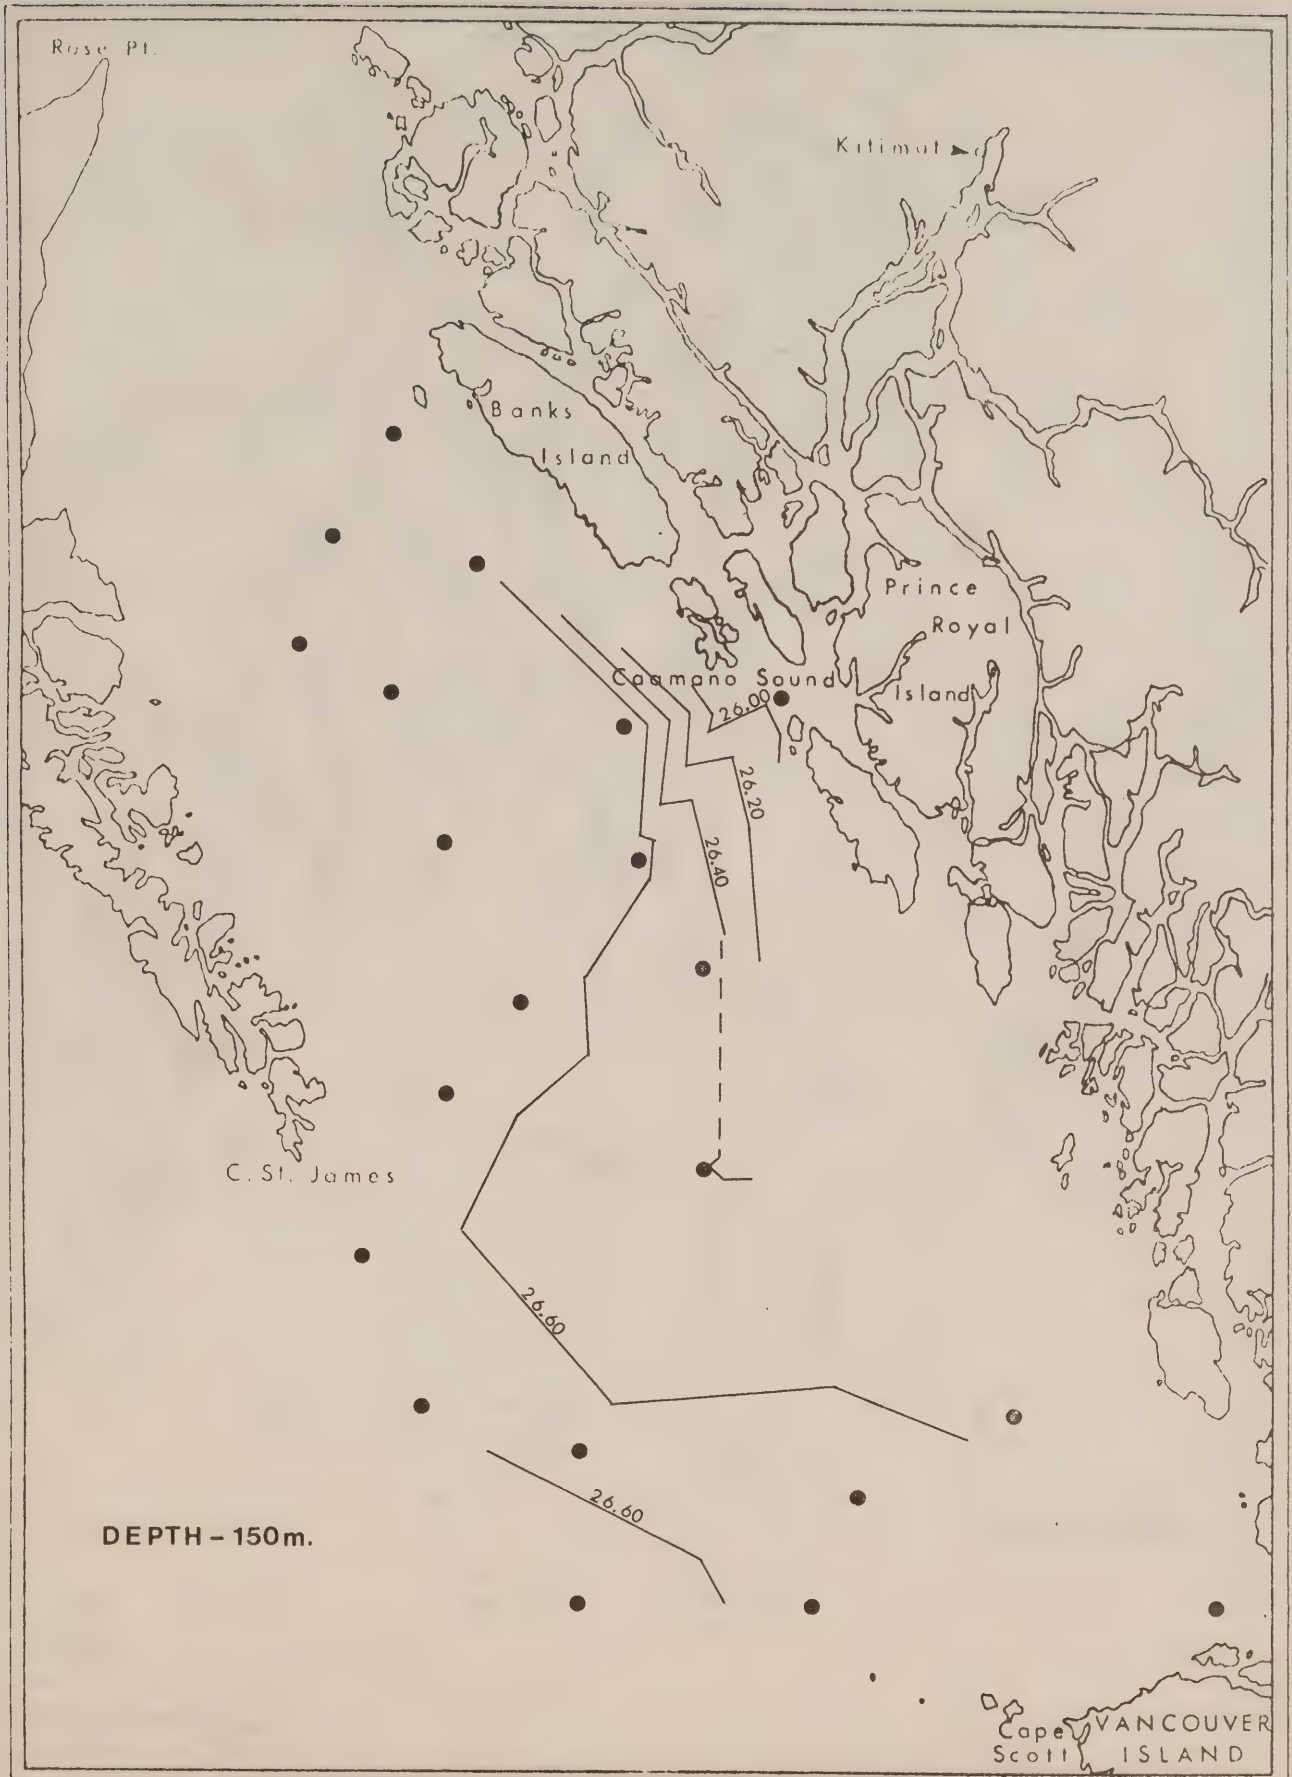 Rose Pt.
Kitimat
Banks
Island
Prince
Royal
Island
Caamano Sound
26.00
26.20
26.40
C. St. James
26.60
26.60
DEPTH - 150m.
Cape
Scott
VANCOUVER
ISLAND